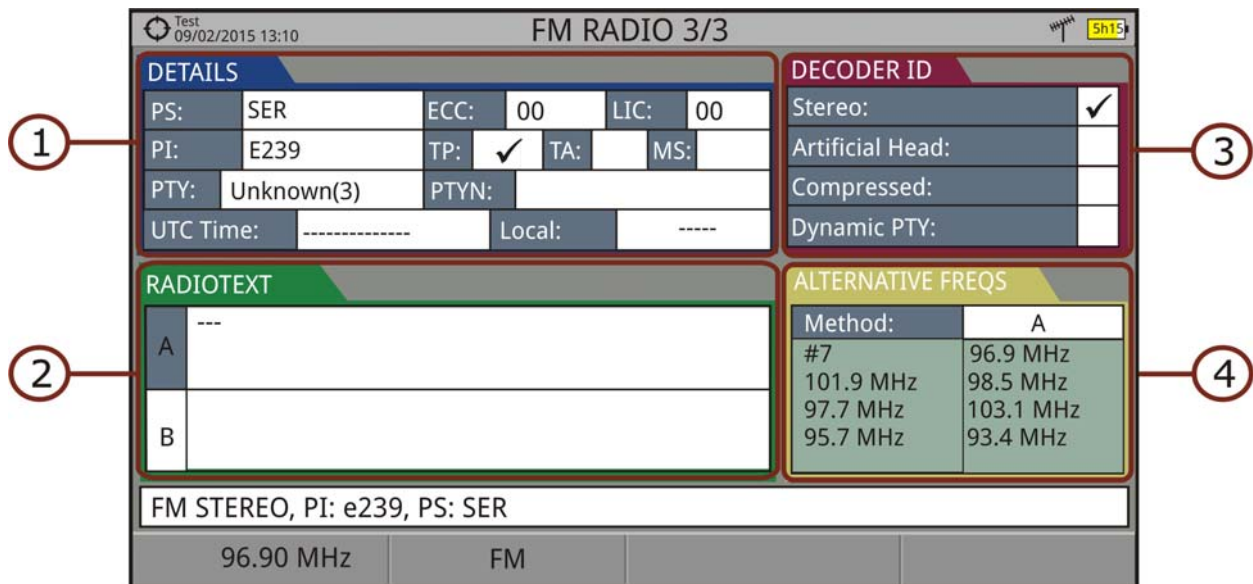 Test
09/02/2015 13:10
FM RADIO 3/3
5h15
DETAILS
PS: SER ECC: 00 LIC: 00
PI: E239 TP: ✓ TA: MS:
PTY: Unknown(3) PTYN:
UTC Time: -------------- Local: -----
1
DECODER ID
Stereo: ✓
Artificial Head:
Compressed:
Dynamic PTY:
3
RADIOTEXT
A ---
B
2
ALTERNATIVE FREQS
Method: A
#7 96.9 MHz
101.9 MHz 98.5 MHz
97.7 MHz 103.1 MHz
95.7 MHz 93.4 MHz
4
FM STEREO, PI: e239, PS: SER
96.90 MHz FM